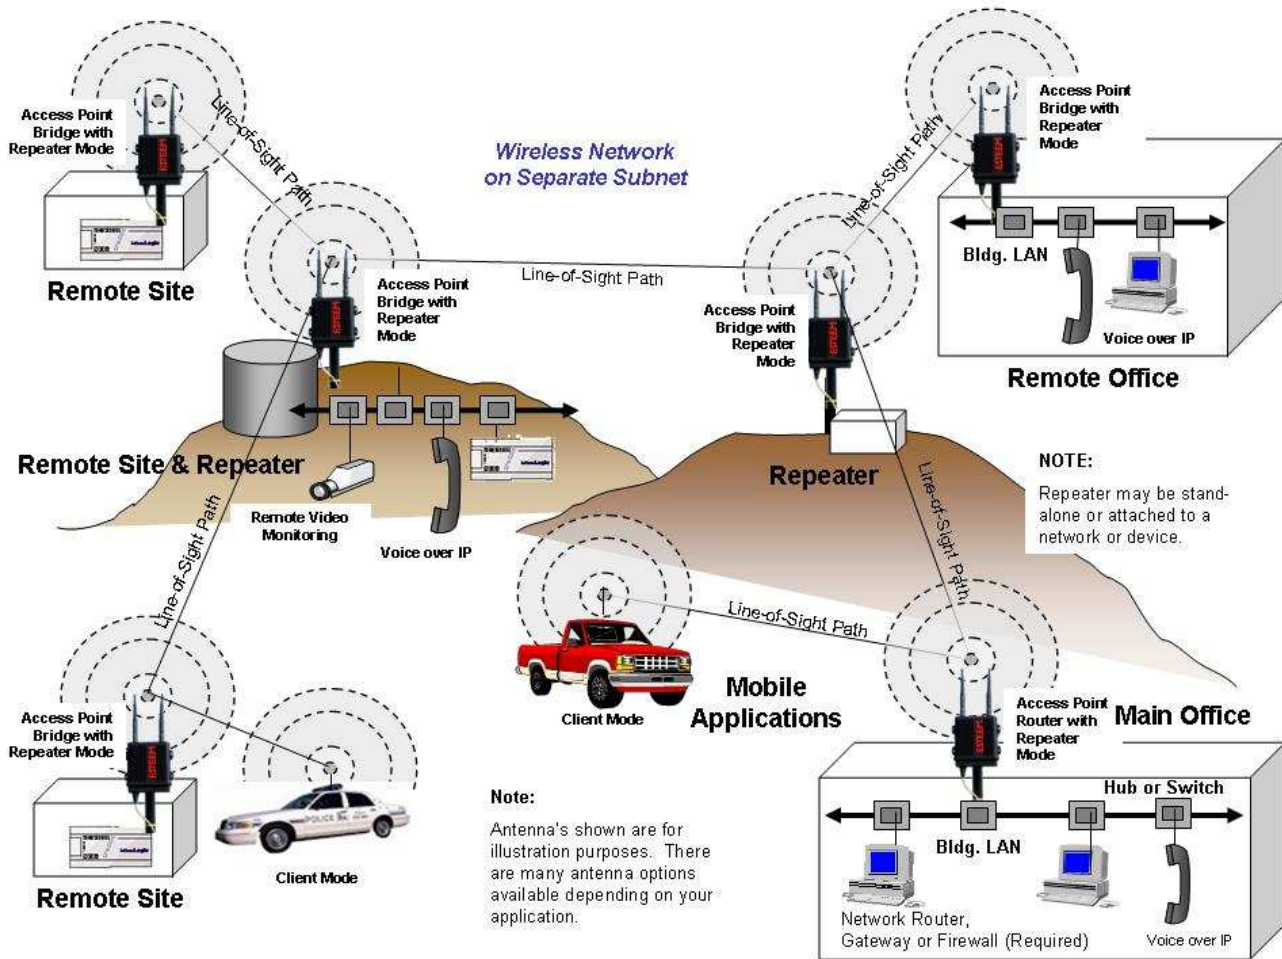 Access Point
Bridge with
Repeater Mode
ESTEEM
Remote Site
Line-of-Sight Path
Wireless Network
on Separate Subnet
Access Point
Bridge with
Repeater
Mode
ESTEEM
Line-of-Sight Path
Access Point
Bridge with
Repeater
Mode
ESTEEM
Line-of-Sight Path
Access Point
Bridge with
Repeater
Mode
ESTEEM
Bldg. LAN
Voice over IP
Remote Office
Remote Site & Repeater
Remote Video
Monitoring
Voice over IP
Repeater
NOTE:
Repeater may be stand-
alone or attached to a
network or device.
Line-of-Sight Path
Line-of-Sight Path
Line-of-Sight Path
Client Mode
Mobile
Applications
Access Point
Bridge with
Repeater Mode
ESTEEM
Remote Site
POLICE
Client Mode
Note:
Antenna's shown are for
illustration purposes.  There
are many antenna options
available depending on your
application.
Access Point
Router with
Repeater
Mode
ESTEEM
Main Office
Hub or Switch
Bldg. LAN
Network Router,
Gateway or Firewall (Required)
Voice over IP